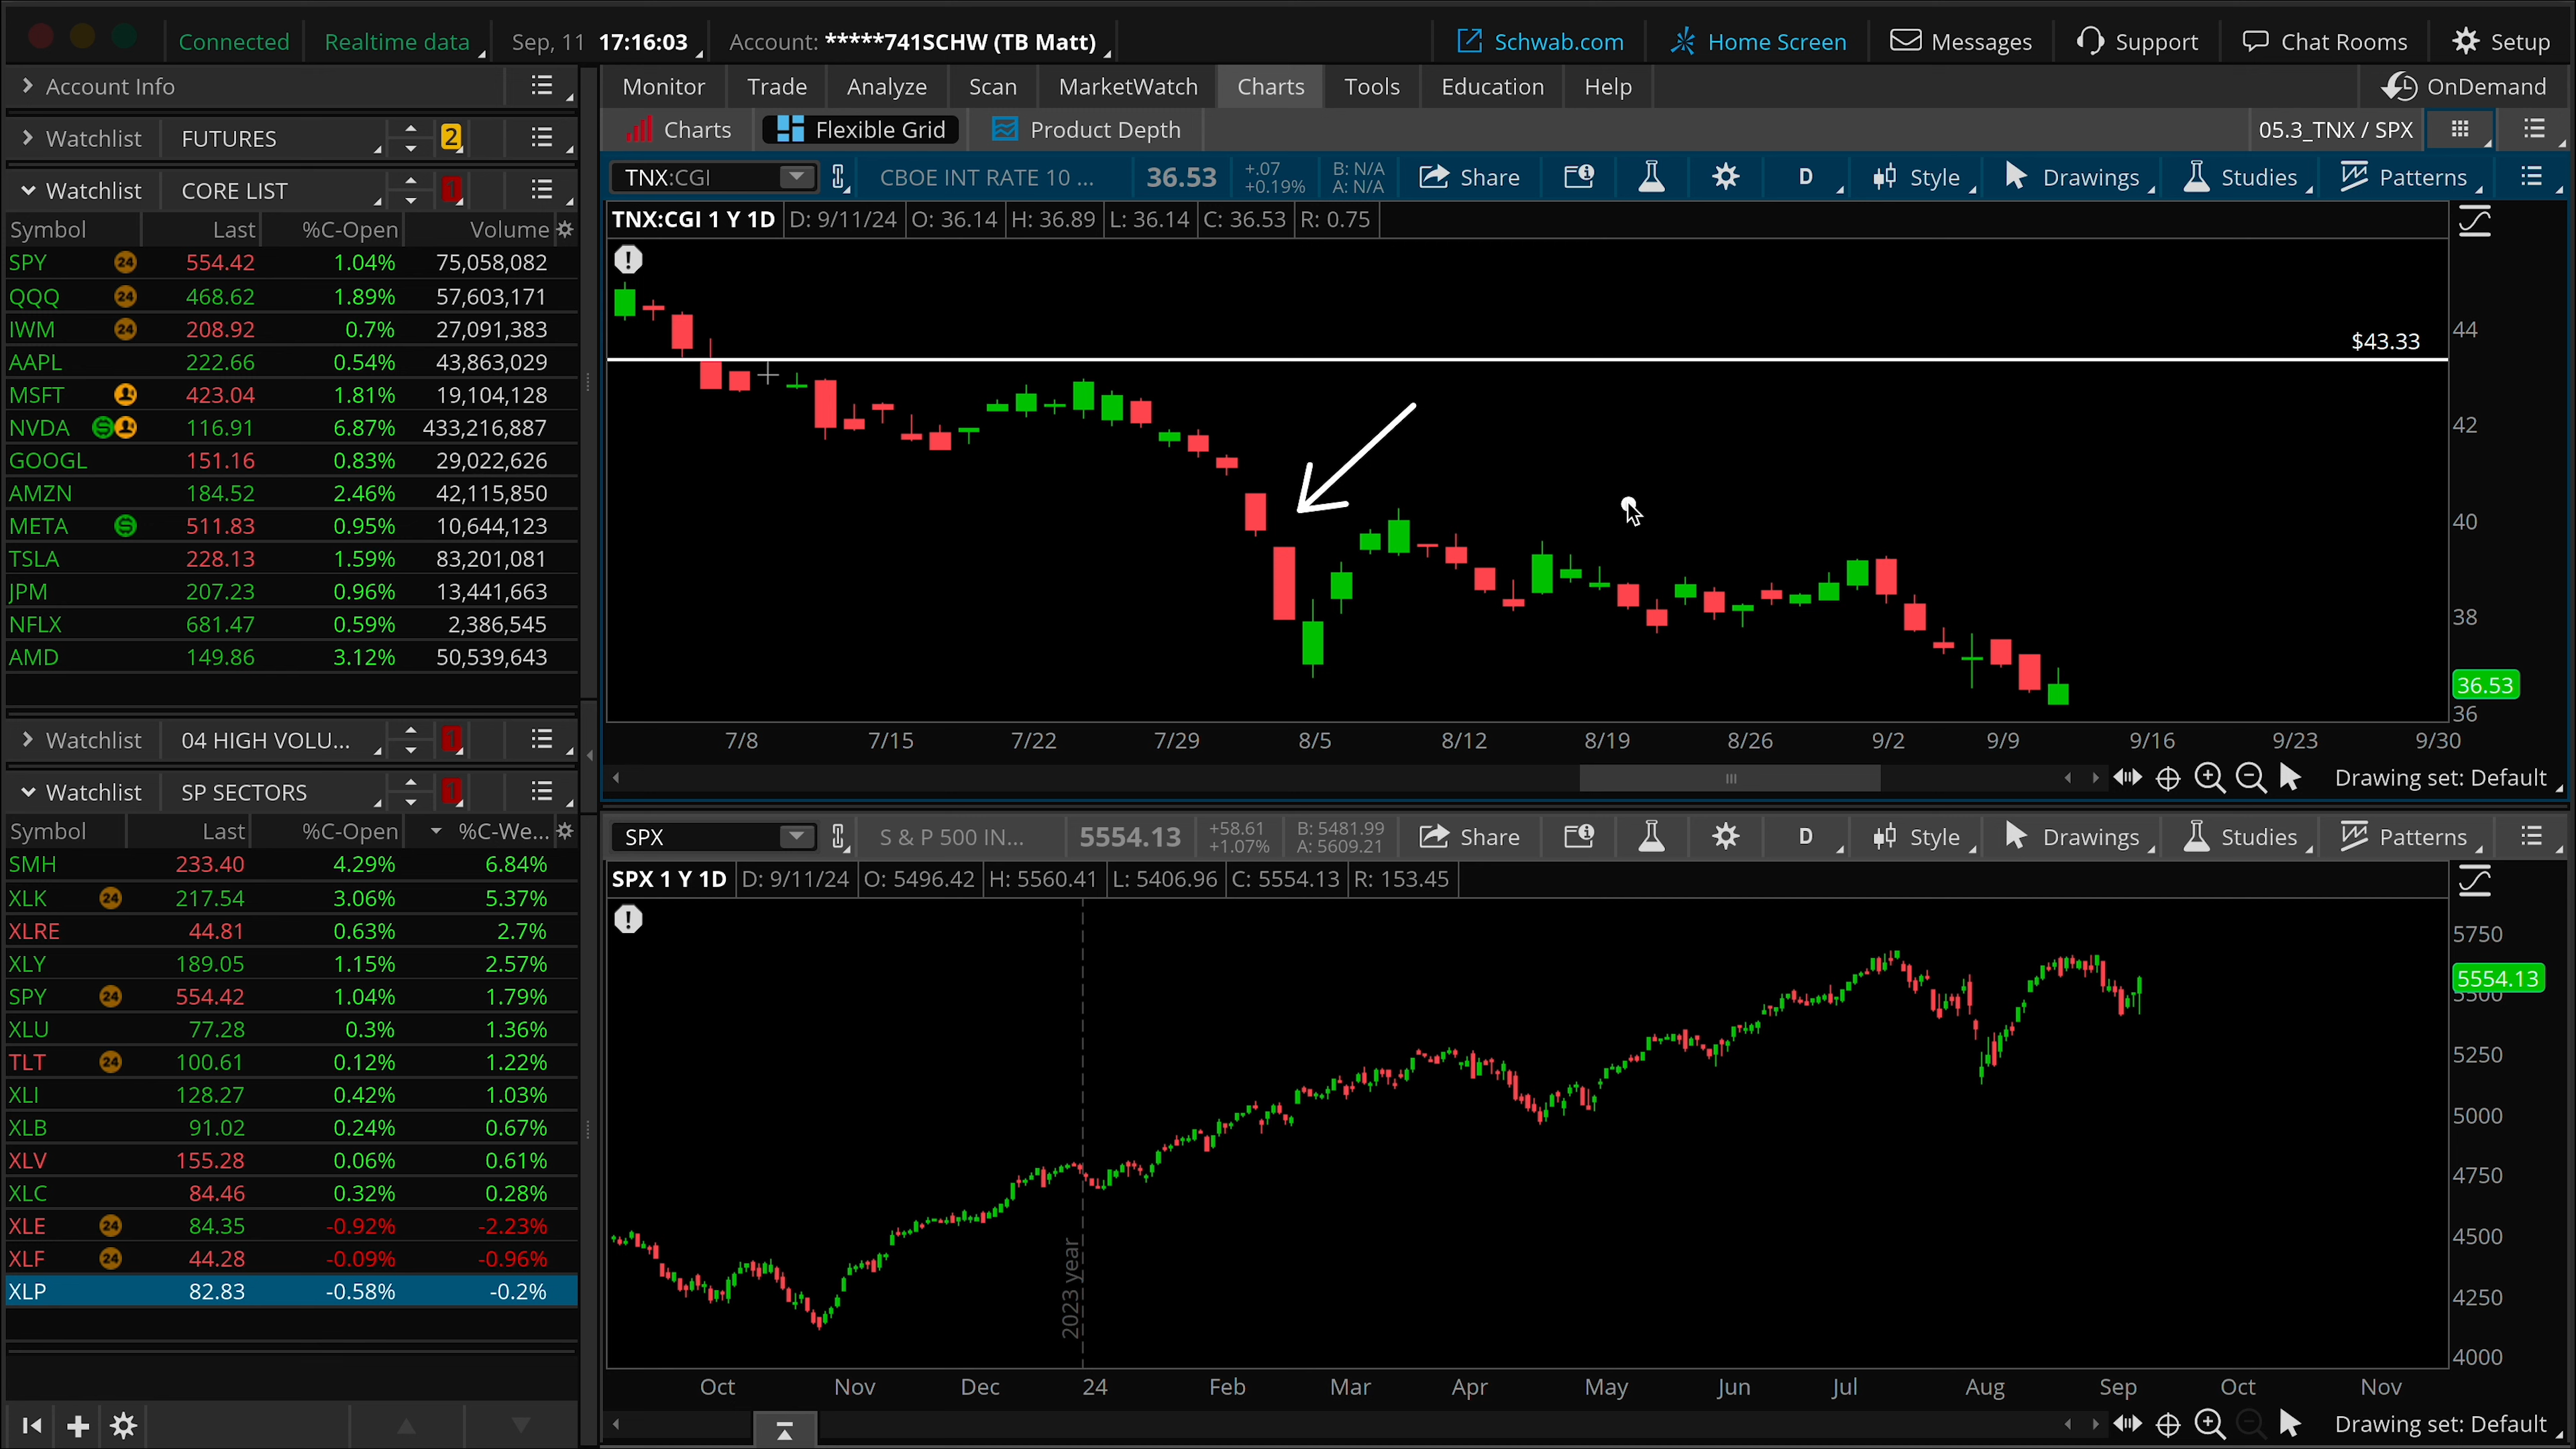 Connected Realtime data Sep, 11 17:16:03 Account: *****741SCHW (TB Matt) Schwab.com Home Screen Messages Support Chat Rooms Setup
Account Info
Monitor Trade Analyze Scan MarketWatch Charts Tools Education Help OnDemand
Watchlist FUTURES 2
Charts Flexible Grid Product Depth 05.3_TNX / SPX
Watchlist CORE LIST 1
Symbol Last %C-Open Volume
SPY 24 554.42 1.04% 75,058,082
QQQ 24 468.62 1.89% 57,603,171
IWM 24 208.92 0.7% 27,091,383
AAPL 222.66 0.54% 43,863,029
MSFT 423.04 1.81% 19,104,128
NVDA S 116.91 6.87% 433,216,887
GOOGL 151.16 0.83% 29,022,626
AMZN 184.52 2.46% 42,115,850
META S 511.83 0.95% 10,644,123
TSLA 228.13 1.59% 83,201,081
JPM 207.23 0.96% 13,441,663
NFLX 681.47 0.59% 2,386,545
AMD 149.86 3.12% 50,539,643
Watchlist 04 HIGH VOLU... 1
Watchlist SP SECTORS 1
Symbol Last %C-Open %C-We...
SMH 233.40 4.29% 6.84%
XLK 24 217.54 3.06% 5.37%
XLRE 44.81 0.63% 2.7%
XLY 189.05 1.15% 2.57%
SPY 24 554.42 1.04% 1.79%
XLU 77.28 0.3% 1.36%
TLT 24 100.61 0.12% 1.22%
XLI 128.27 0.42% 1.03%
XLB 91.02 0.24% 0.67%
XLV 155.28 0.06% 0.61%
XLC 84.46 0.32% 0.28%
XLE 24 84.35 -0.92% -2.23%
XLF 24 44.28 -0.09% -0.96%
XLP 82.83 -0.58% -0.2%
TNX:CGI CBOE INT RATE 10 ... 36.53 +.07 +0.19% B: N/A A: N/A Share D Style Drawings Studies Patterns
TNX:CGI 1 Y 1D D: 9/11/24 O: 36.14 H: 36.89 L: 36.14 C: 36.53 R: 0.75
44
$43.33
42
40
38
36.53
36
7/8 7/15 7/22 7/29 8/5 8/12 8/19 8/26 9/2 9/9 9/16 9/23 9/30
Drawing set: Default
SPX S & P 500 IN... 5554.13 +58.61 +1.07% B: 5481.99 A: 5609.21 Share D Style Drawings Studies Patterns
SPX 1 Y 1D D: 9/11/24 O: 5496.42 H: 5560.41 L: 5406.96 C: 5554.13 R: 153.45
5750
5554.13
5500
5250
5000
4750
4500
4250
4000
2023 year
Oct Nov Dec 24 Feb Mar Apr May Jun Jul Aug Sep Oct Nov
Drawing set: Default